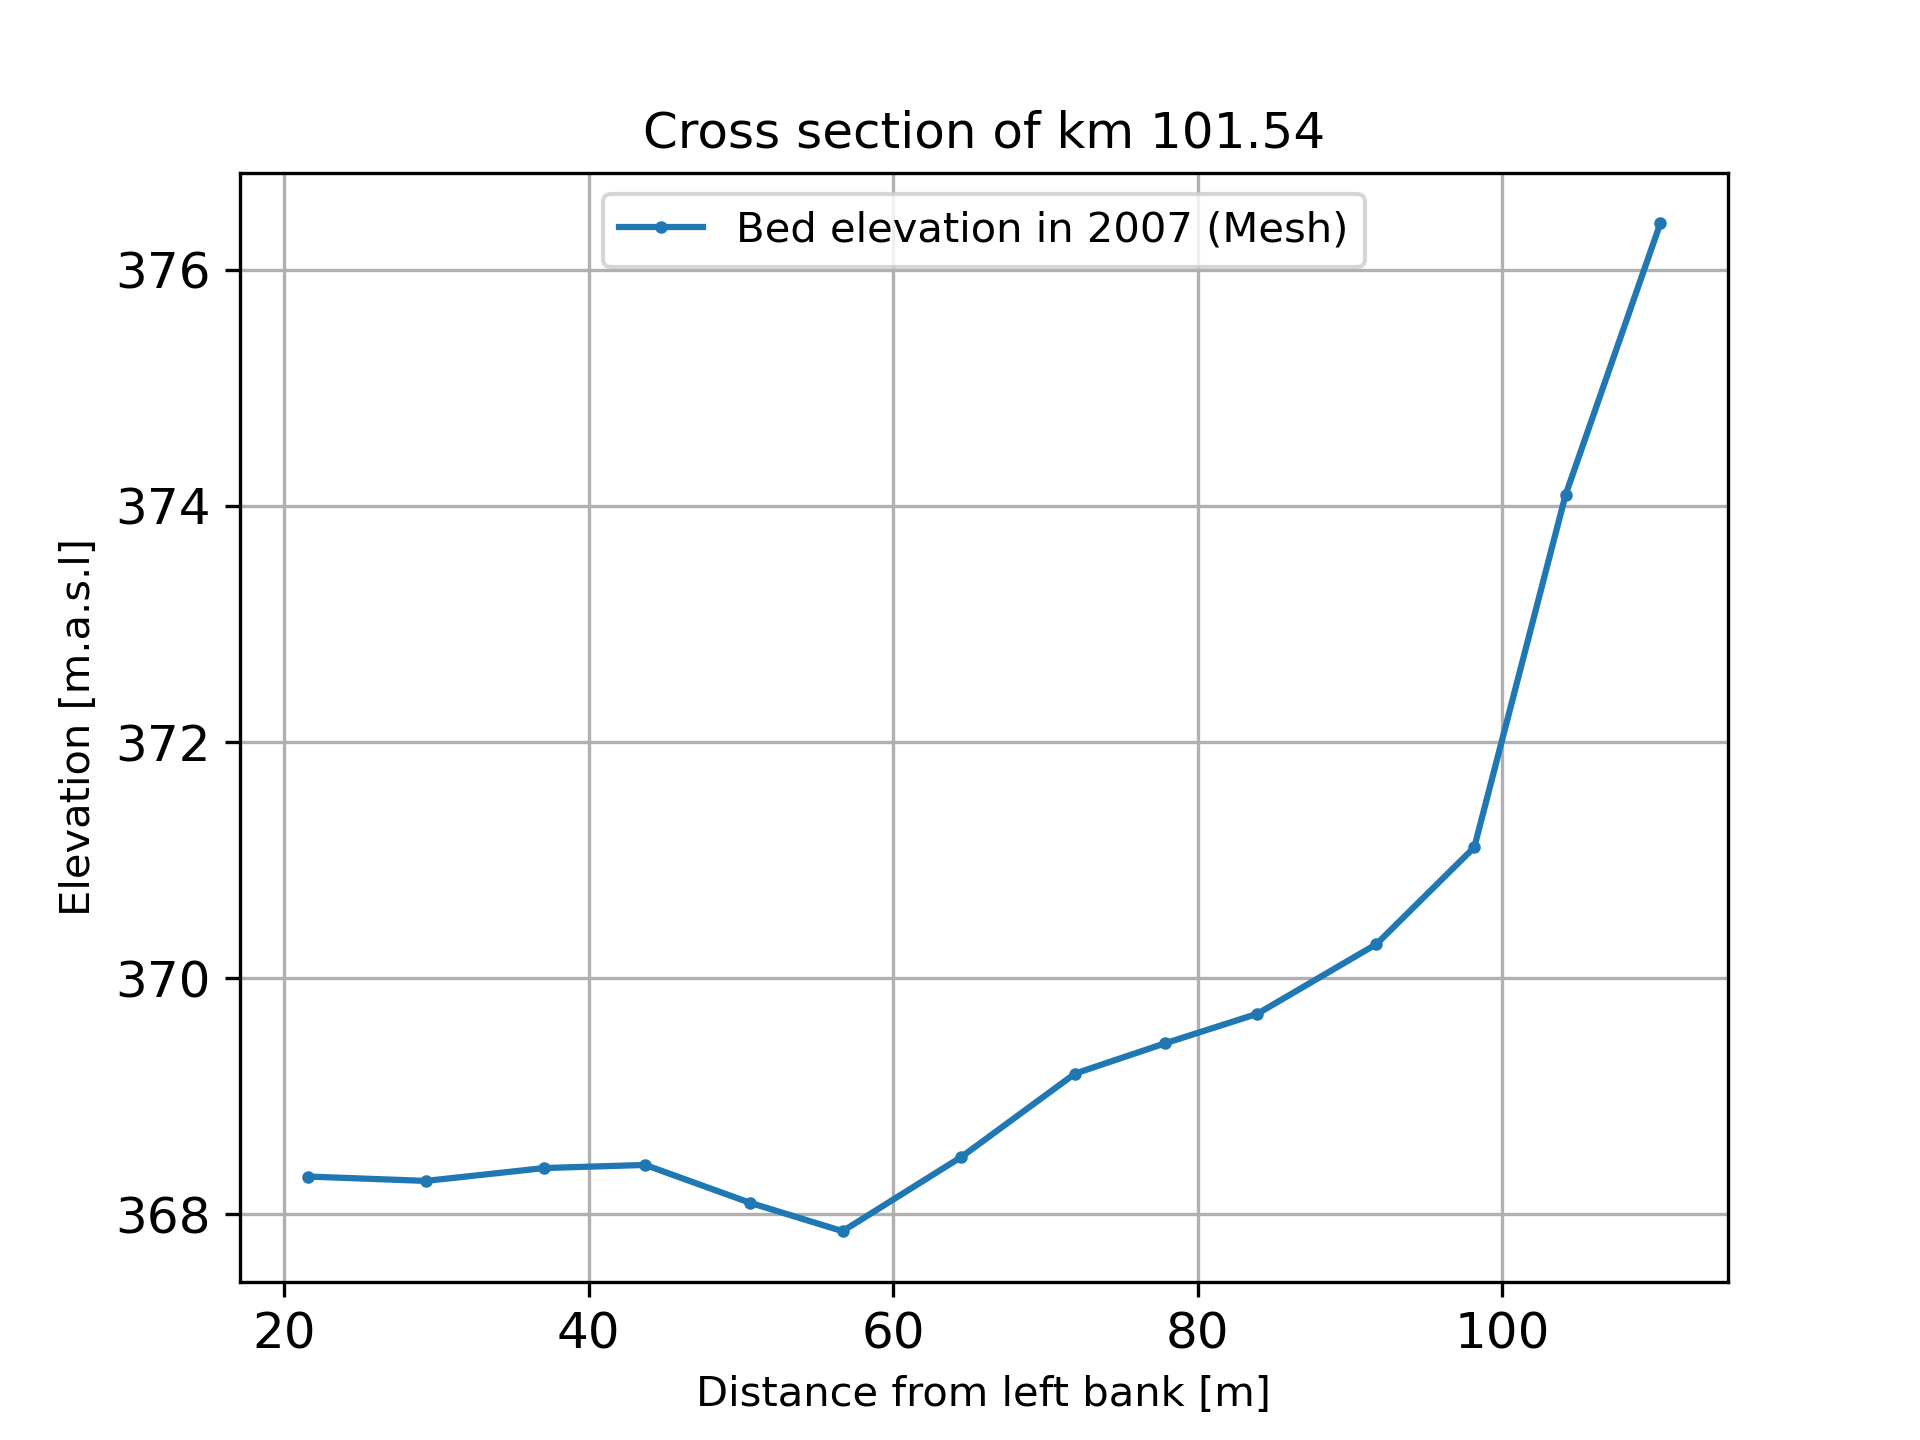 Cross section of km 101.54
Bed elevation in 2007 (Mesh)
376
374
372
370
368
Elevation [m.a.s.l]
20 40 60 80 100
Distance from left bank [m]